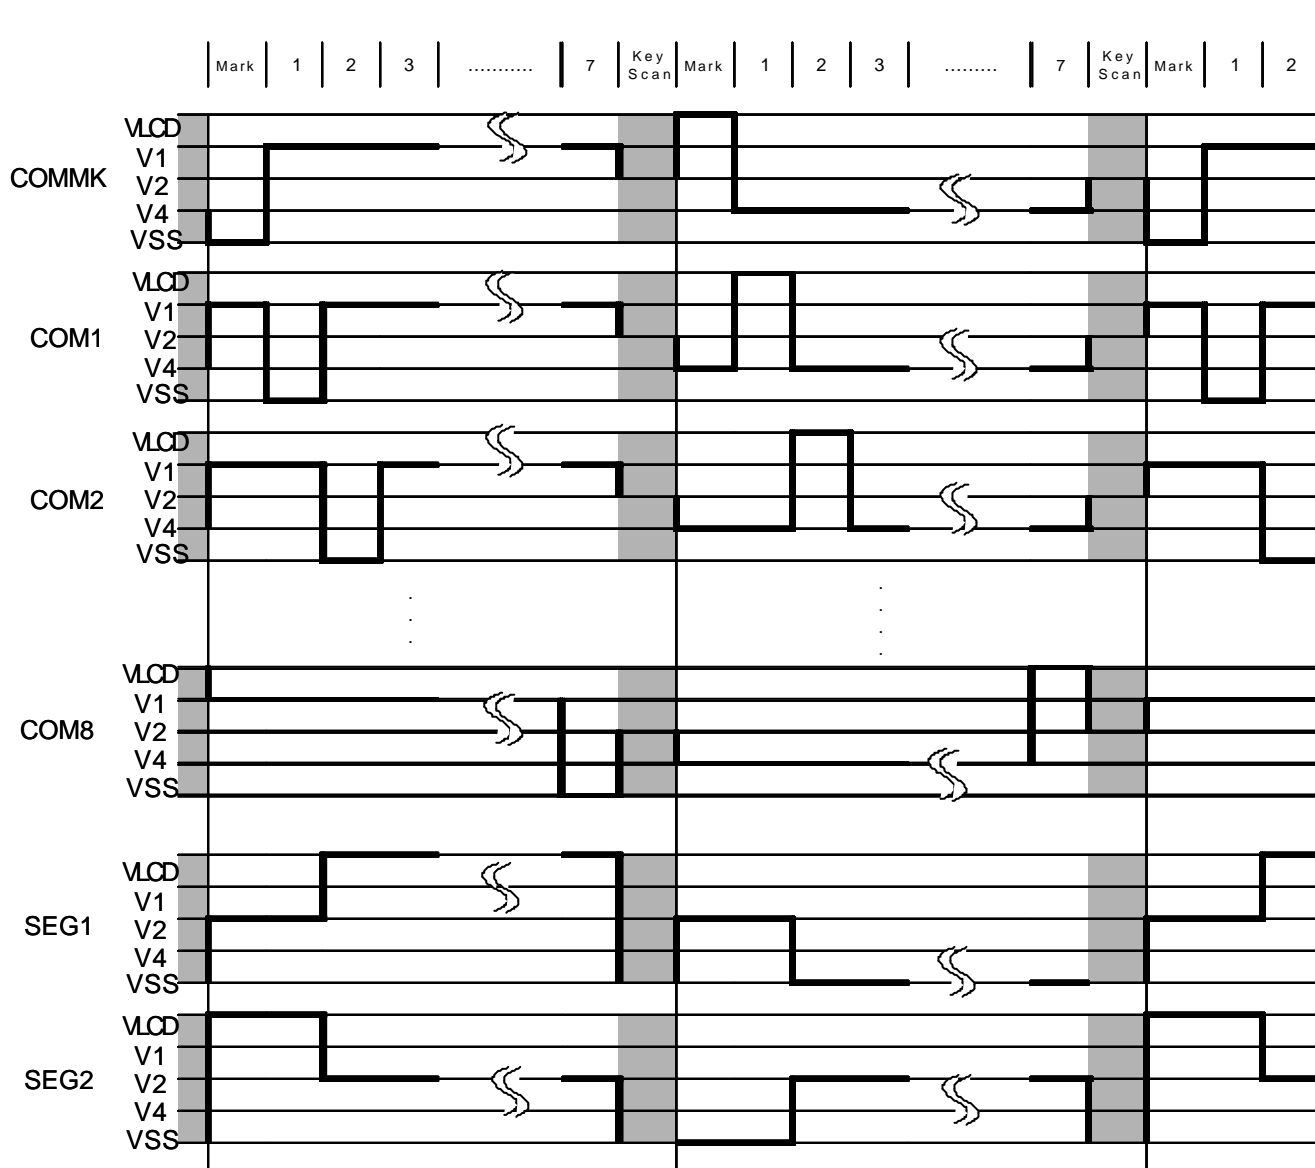 Mark 1 2 3 ........... 7 Key Scan Mark 1 2 3 ......... 7 Key Scan Mark 1 2
COMMK
VLCD
V1
V2
V4
VSS
COM1
VLCD
V1
V2
V4
VSS
COM2
VLCD
V1
V2
V4
VSS
COM8
VLCD
V1
V2
V4
VSS
SEG1
VLCD
V1
V2
V4
VSS
SEG2
VLCD
V1
V2
V4
VSS